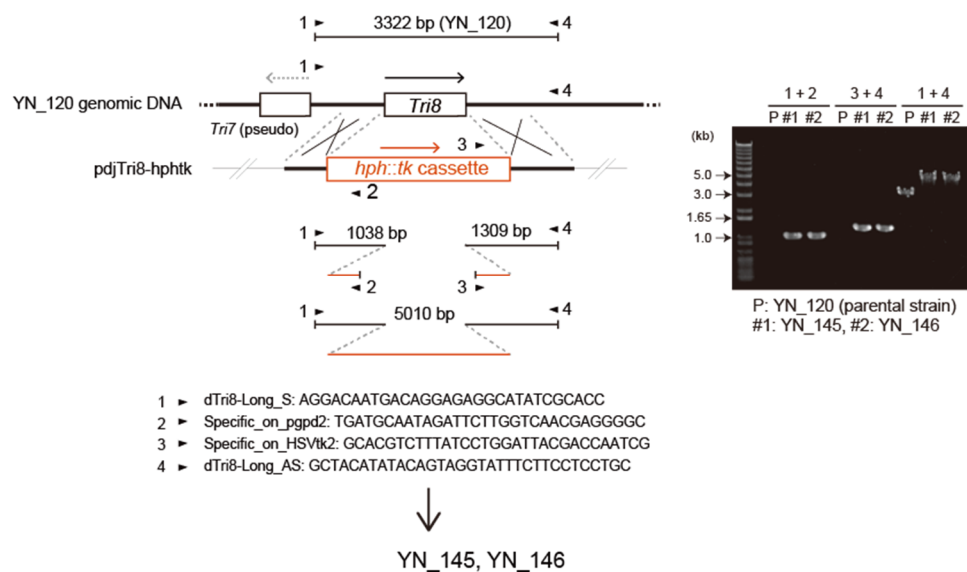 1 3322 bp (YN_120) 4
1
YN_120 genomic DNA Tri8 4
Tri7 (pseudo)
3
pdjTri8-hphtk hph::tk cassette
2
1 1038 bp 1309 bp 4
2 3
1 5010 bp 4
1 dTri8-Long_S: AGGACAATGACAGGAGAGGCATATCGCACC
2 Specific_on_pgpd2: TGATGCAATAGATTCTTGGTCAACGAGGGGC
3 Specific_on_HSVtk2: GCACGTCTTTATCCTGGATTACGACCAATCG
4 dTri8-Long_AS: GCTACATATACAGTAGGTATTTCTTCCTCCTGC
YN_145, YN_146
1 + 2 3 + 4 1 + 4
(kb) P #1 #2 P #1 #2 P #1 #2
5.0
3.0
1.65
1.0
P: YN_120 (parental strain)
#1: YN_145, #2: YN_146